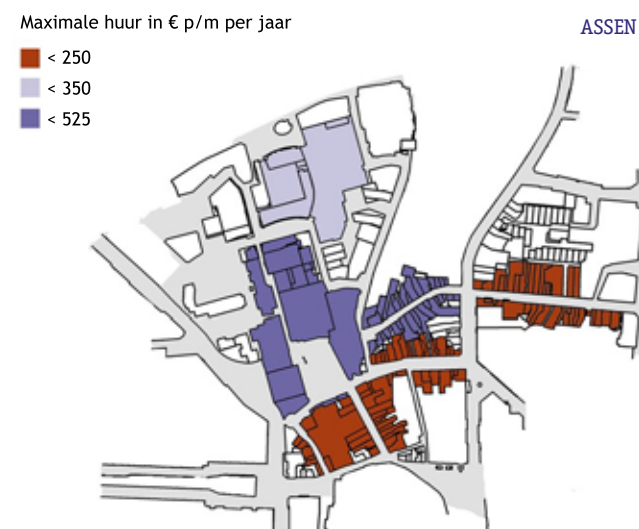 Maximale huur in € p/m per jaar
ASSEN
< 250
< 350
< 525